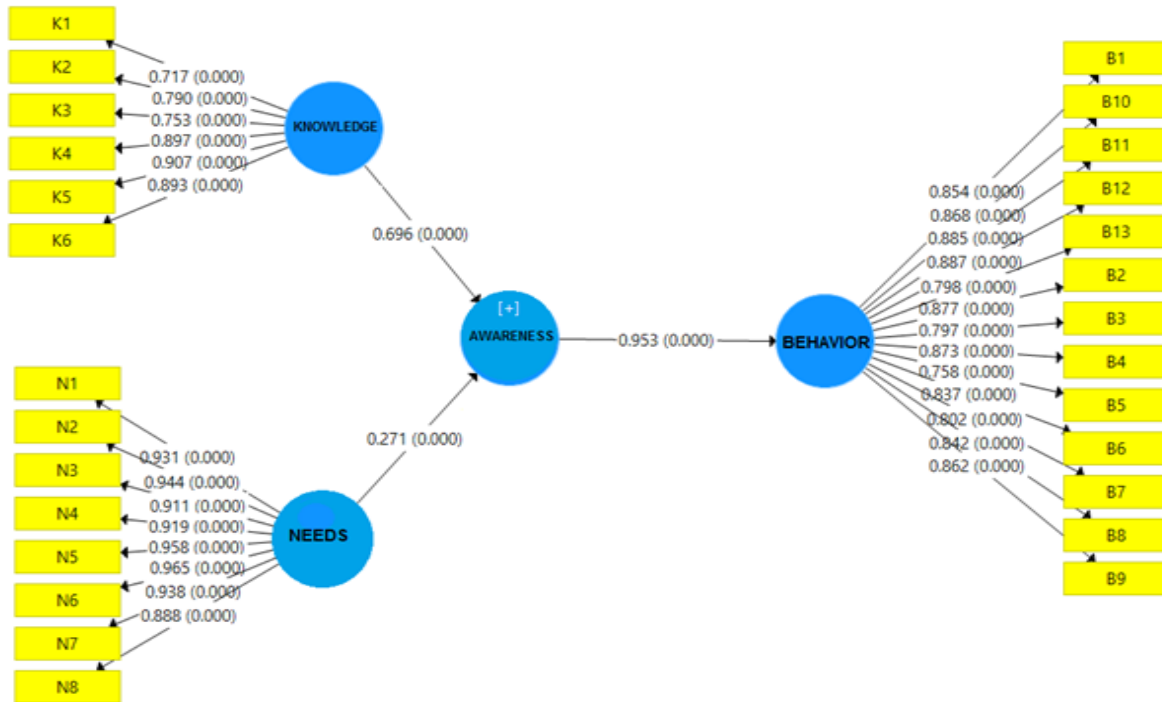 K1
K2
K3
K4
K5
K6
0.717 (0.000)
0.790 (0.000)
0.753 (0.000)
0.897 (0.000)
0.907 (0.000)
0.893 (0.000)
KNOWLEDGE
0.696 (0.000)
[+]
AWARENESS
0.953 (0.000)
0.271 (0.000)
N1
N2
N3
N4
N5
N6
N7
N8
0.931 (0.000)
0.944 (0.000)
0.911 (0.000)
0.919 (0.000)
0.958 (0.000)
0.965 (0.000)
0.938 (0.000)
0.888 (0.000)
NEEDS
BEHAVIOR
0.854 (0.000)
0.868 (0.000)
0.885 (0.000)
0.887 (0.000)
0.798 (0.000)
0.877 (0.000)
0.797 (0.000)
0.873 (0.000)
0.758 (0.000)
0.837 (0.000)
0.802 (0.000)
0.842 (0.000)
0.862 (0.000)
B1
B10
B11
B12
B13
B2
B3
B4
B5
B6
B7
B8
B9